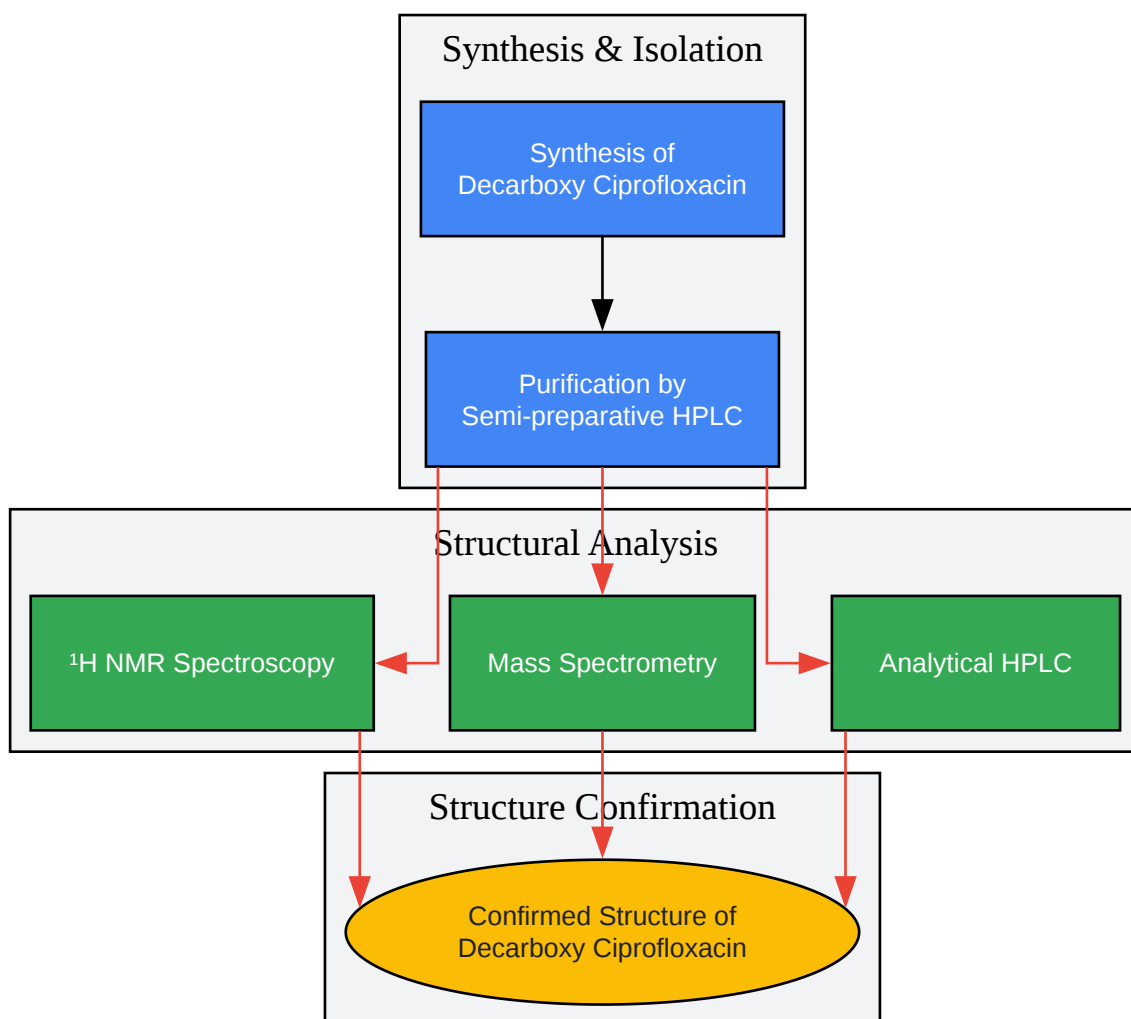 Synthesis & Isolation
Synthesis of
Decarboxy Ciprofloxacin
Purification by
Semi-preparative HPLC
Structural Analysis
¹H NMR Spectroscopy
Mass Spectrometry
Analytical HPLC
Structure Confirmation
Confirmed Structure of
Decarboxy Ciprofloxacin